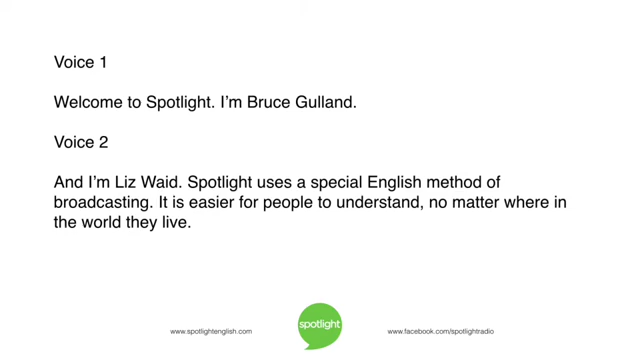 Voice 1
Welcome to Spotlight. I'm Bruce Gulland.
Voice 2
And I'm Liz Waid. Spotlight uses a special English method of
broadcasting. It is easier for people to understand, no matter where in
the world they live.
www.spotlightenglish.com
spotlight
www.facebook.com/spotlightradio